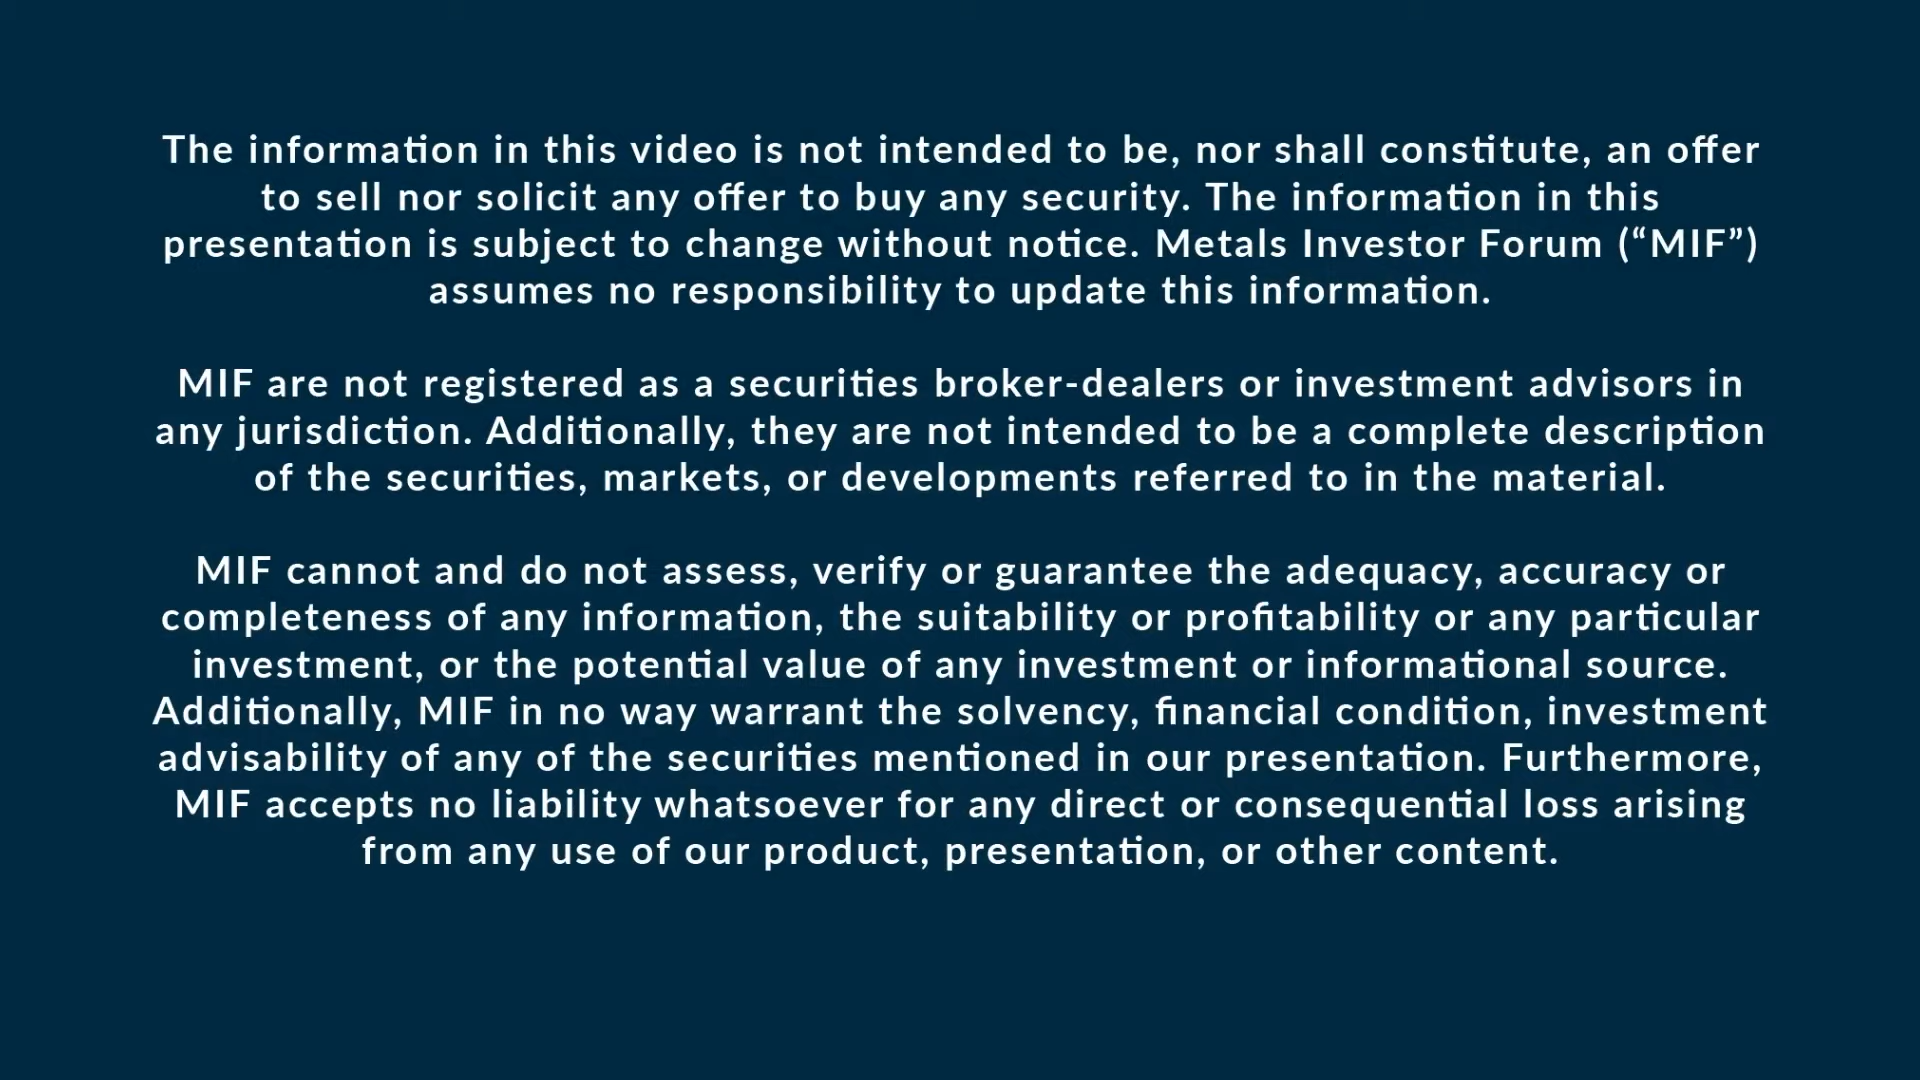 The information in this video is not intended to be, nor shall constitute, an offer
to sell nor solicit any offer to buy any security. The information in this
presentation is subject to change without notice. Metals Investor Forum (“MIF”)
assumes no responsibility to update this information.
MIF are not registered as a securities broker-dealers or investment advisors in
any jurisdiction. Additionally, they are not intended to be a complete description
of the securities, markets, or developments referred to in the material.
MIF cannot and do not assess, verify or guarantee the adequacy, accuracy or
completeness of any information, the suitability or profitability or any particular
investment, or the potential value of any investment or informational source.
Additionally, MIF in no way warrant the solvency, financial condition, investment
advisability of any of the securities mentioned in our presentation. Furthermore,
MIF accepts no liability whatsoever for any direct or consequential loss arising
from any use of our product, presentation, or other content.